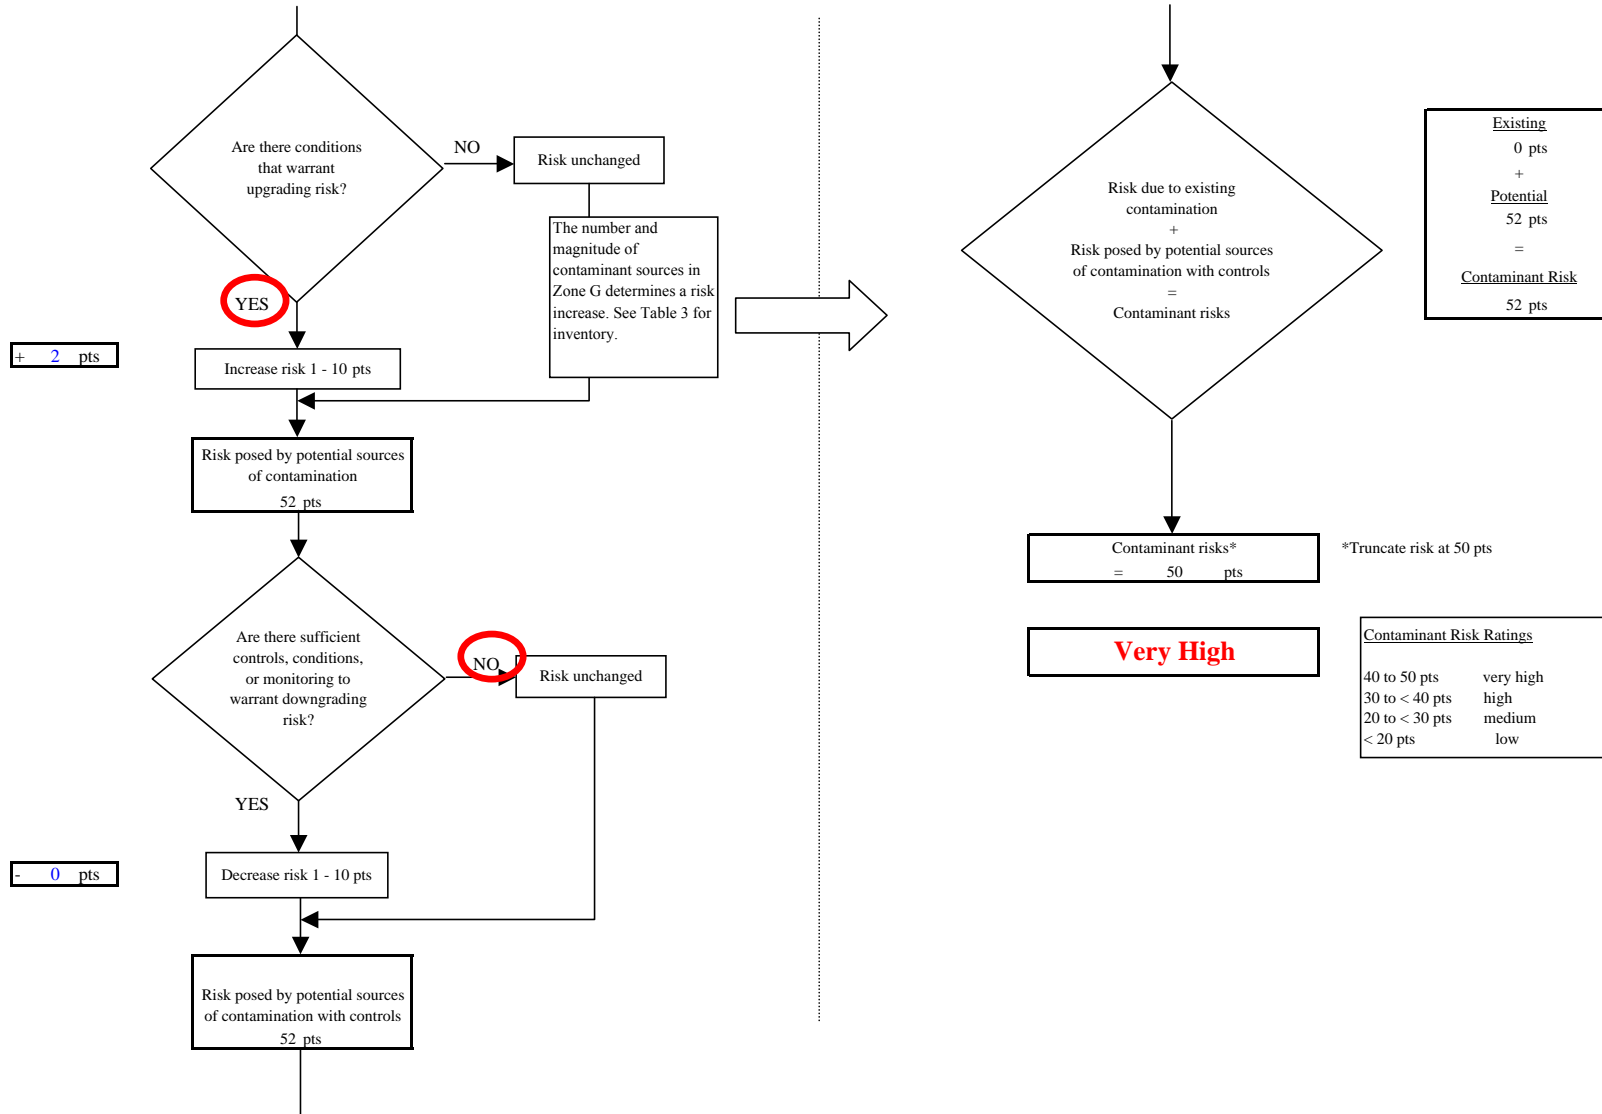 Are there conditions
that warrant
upgrading risk?
NO
Risk unchanged
The number and
magnitude of
contaminant sources in
Zone G determines a risk
increase. See Table 3 for
inventory.
YES
+ 2 pts
Increase risk 1 - 10 pts
Risk posed by potential sources
of contamination
52 pts
Are there sufficient
controls, conditions,
or monitoring to
warrant downgrading
risk?
NO
Risk unchanged
YES
- 0 pts
Decrease risk 1 - 10 pts
Risk posed by potential sources
of contamination with controls
52 pts
Risk due to existing
contamination
+
Risk posed by potential sources
of contamination with controls
=
Contaminant risks
Existing
0 pts
+
Potential
52 pts
=
Contaminant Risk
52 pts
Contaminant risks*
= 50 pts
*Truncate risk at 50 pts
Very High
Contaminant Risk Ratings
40 to 50 pts very high
30 to < 40 pts high
20 to < 30 pts medium
< 20 pts low